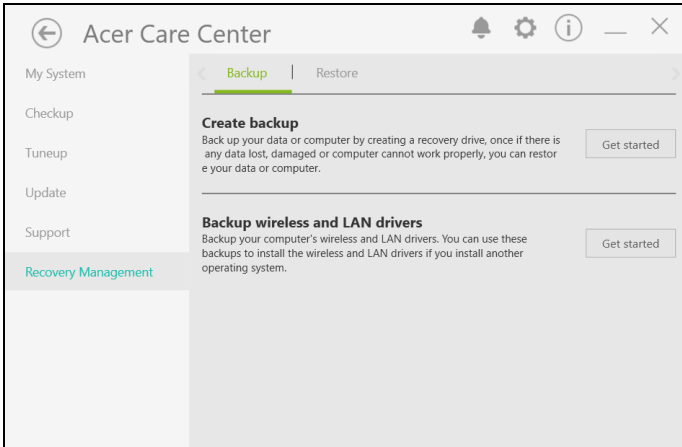 Acer Care Center
My System
Checkup
Tuneup
Update
Support
Recovery Management
Backup | Restore
Create backup
Back up your data or computer by creating a recovery drive, once if there is
any data lost, damaged or computer cannot work properly, you can restor
e your data or computer.
Get started
Backup wireless and LAN drivers
Backup your computer's wireless and LAN drivers. You can use these
backups to install the wireless and LAN drivers if you install another
operating system.
Get started